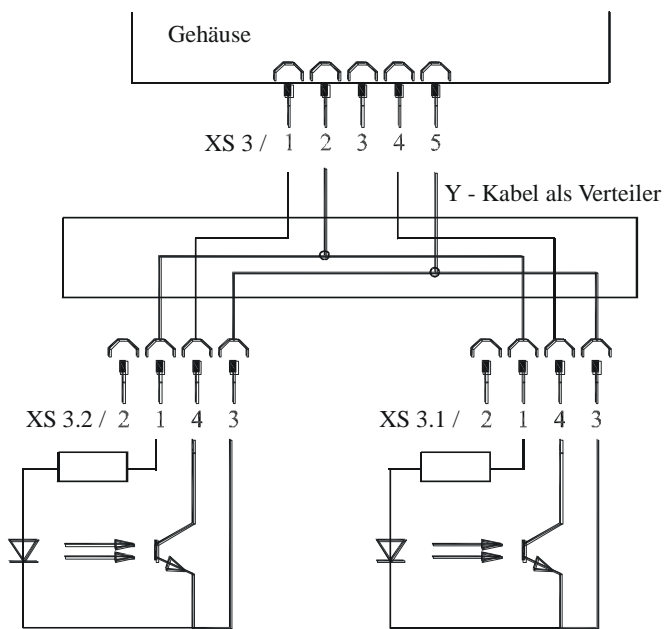 Gehäuse
XS 3 / 1 2 3 4 5
Y - Kabel als Verteiler
XS 3.2 / 2 1 4 3
XS 3.1 / 2 1 4 3